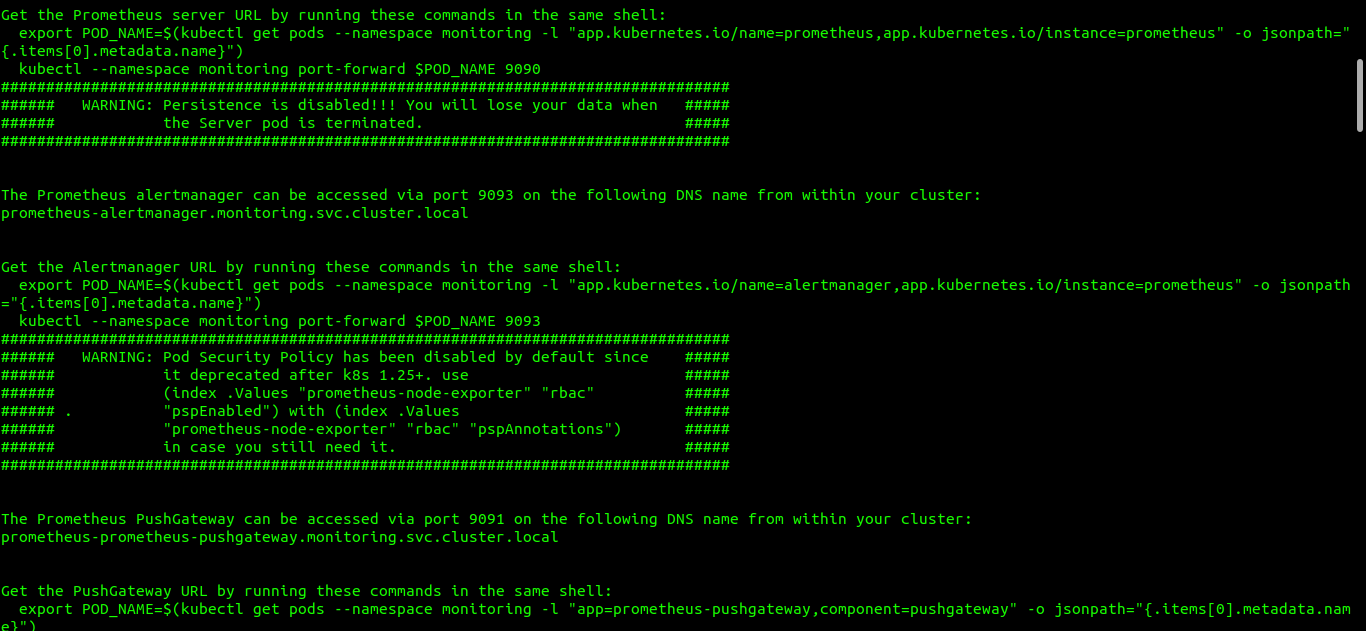 Get the Prometheus server URL by running these commands in the same shell:
  export POD_NAME=$(kubectl get pods --namespace monitoring -l "app.kubernetes.io/name=prometheus,app.kubernetes.io/instance=prometheus" -o jsonpath="
{.items[0].metadata.name}")
  kubectl --namespace monitoring port-forward $POD_NAME 9090
#################################################################################
######   WARNING: Persistence is disabled!!! You will lose your data when   #####
######            the Server pod is terminated.                             #####
#################################################################################
The Prometheus alertmanager can be accessed via port 9093 on the following DNS name from within your cluster:
prometheus-alertmanager.monitoring.svc.cluster.local
Get the Alertmanager URL by running these commands in the same shell:
  export POD_NAME=$(kubectl get pods --namespace monitoring -l "app.kubernetes.io/name=alertmanager,app.kubernetes.io/instance=prometheus" -o jsonpath
="{.items[0].metadata.name}")
  kubectl --namespace monitoring port-forward $POD_NAME 9093
#################################################################################
######   WARNING: Pod Security Policy has been disabled by default since    #####
######            it deprecated after k8s 1.25+. use                        #####
######            (index .Values "prometheus-node-exporter" "rbac"          #####
###### .          "pspEnabled") with (index .Values                         #####
######            "prometheus-node-exporter" "rbac" "pspAnnotations")       #####
######            in case you still need it.                                #####
#################################################################################
The Prometheus PushGateway can be accessed via port 9091 on the following DNS name from within your cluster:
prometheus-prometheus-pushgateway.monitoring.svc.cluster.local
Get the PushGateway URL by running these commands in the same shell:
  export POD_NAME=$(kubectl get pods --namespace monitoring -l "app=prometheus-pushgateway,component=pushgateway" -o jsonpath="{.items[0].metadata.nam
e}")